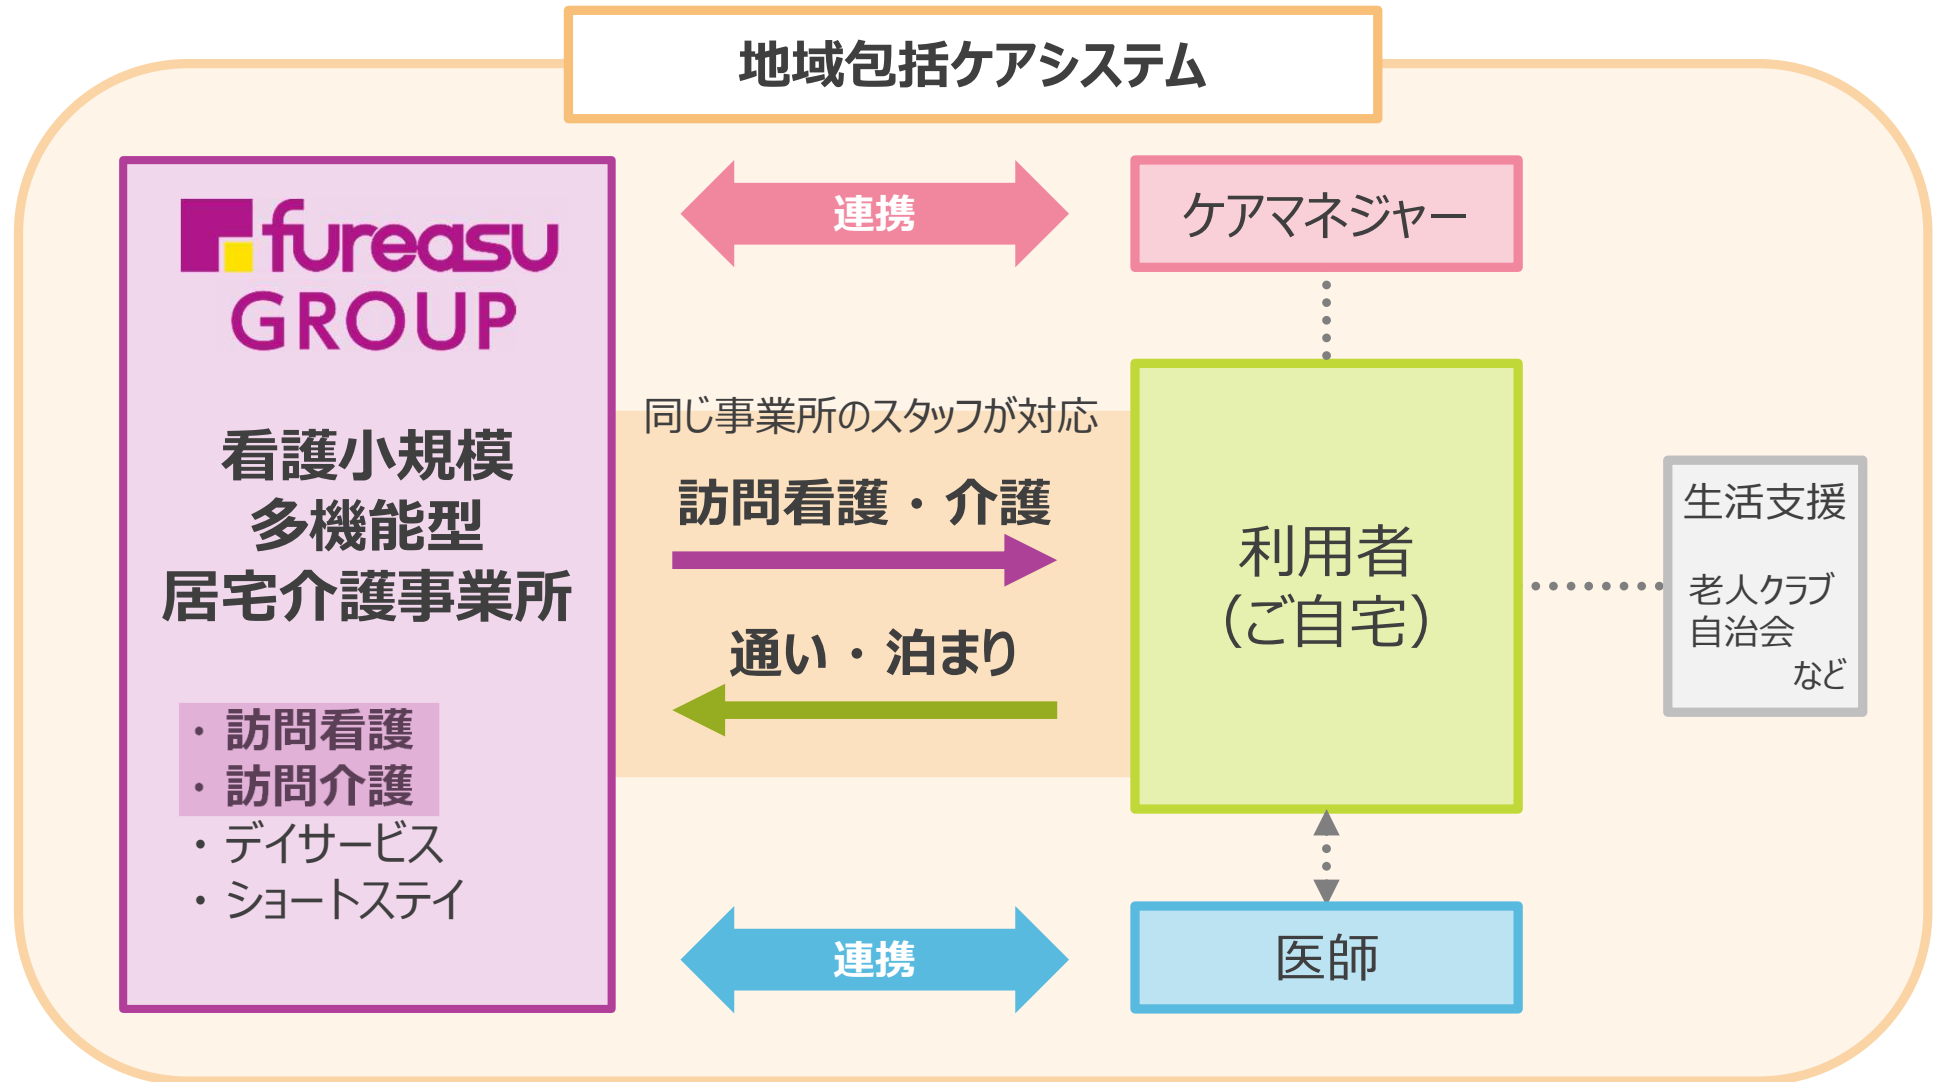 地域包括ケアシステム
fureasu
GROUP
看護小規模
多機能型
居宅介護事業所
・訪問看護
・訪問介護
・デイサービス
・ショートステイ
連携
ケアマネジャー
同じ事業所のスタッフが対応
訪問看護・介護
通い・泊まり
利用者
（ご自宅）
生活支援
老人クラブ
自治会
など
連携
医師